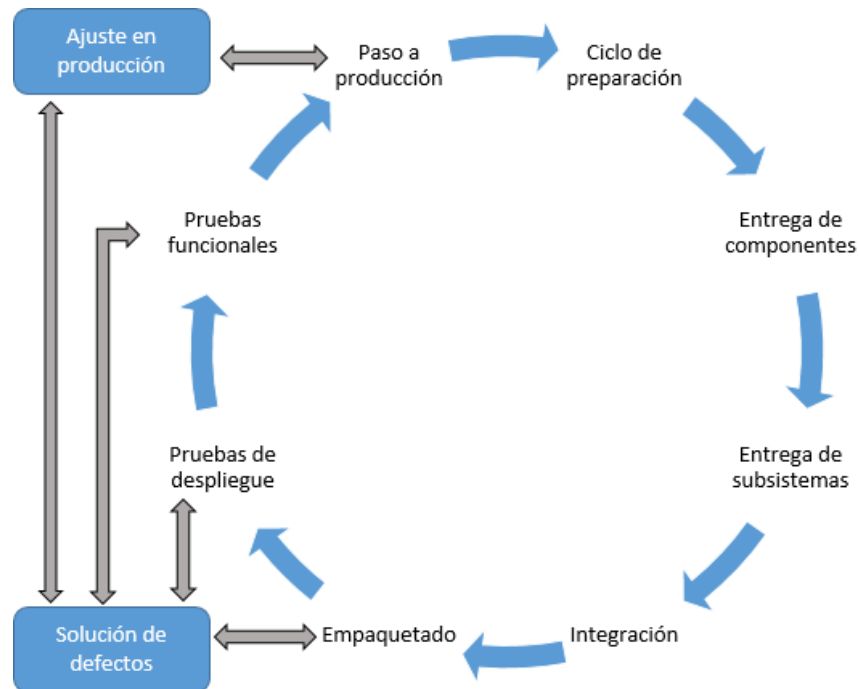 Ajuste en
producción
Paso a
producción
Ciclo de
preparación
Entrega de
componentes
Entrega de
subsistemas
Integración
Empaquetado
Pruebas de
despliegue
Pruebas
funcionales
Solución de
defectos